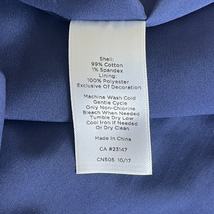 Shell:
99% Cotton
1% Spandex
Lining:
100% Polyester
Exclusive Of Decoration
Machine Wash Cold
Gentle Cycle
Only Non-Chlorine
Bleach When Needed
Tumble Dry Low
Cool Iron If Needed
Or Dry Clean
Made In China
CA #23147
CN505 10/17